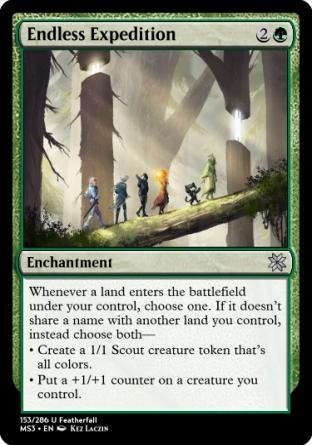 Endless Expedition 2G
Enchantment
Whenever a land enters the battlefield
under your control, choose one. If it doesn't
share a name with another land you control,
instead choose both—
• Create a 1/1 Scout creature token that's
all colors.
• Put a +1/+1 counter on a creature you
control.
153/286 U Featherfall
MS3 • EN Kez Laczin